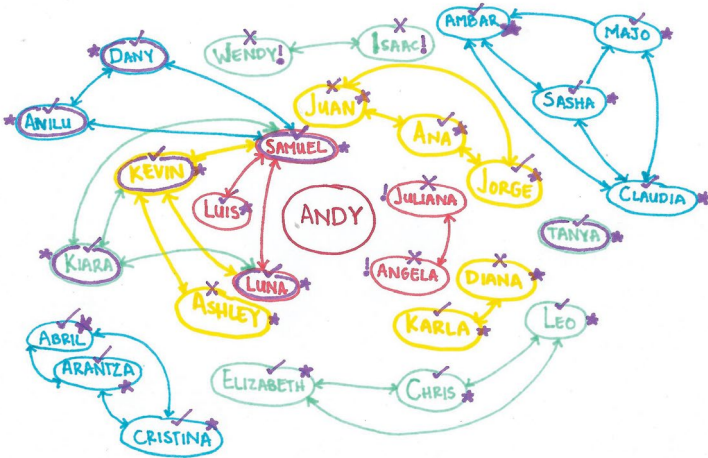 AMBAR
MAJO
DANY
WENDY!
ISAAC!
SASHA
JUAN
ANILU
ANA
SAMUEL
KEVIN
JORGE
CLAUDIA
LUIS
ANDY
! JULIANA
TANYA
KIARA
! ANGELA
DIANA
LUNA
ASHLEY
KARLA
LEO
ABRIL
ARANTZA
ELIZABETH
CHRIS
CRISTINA